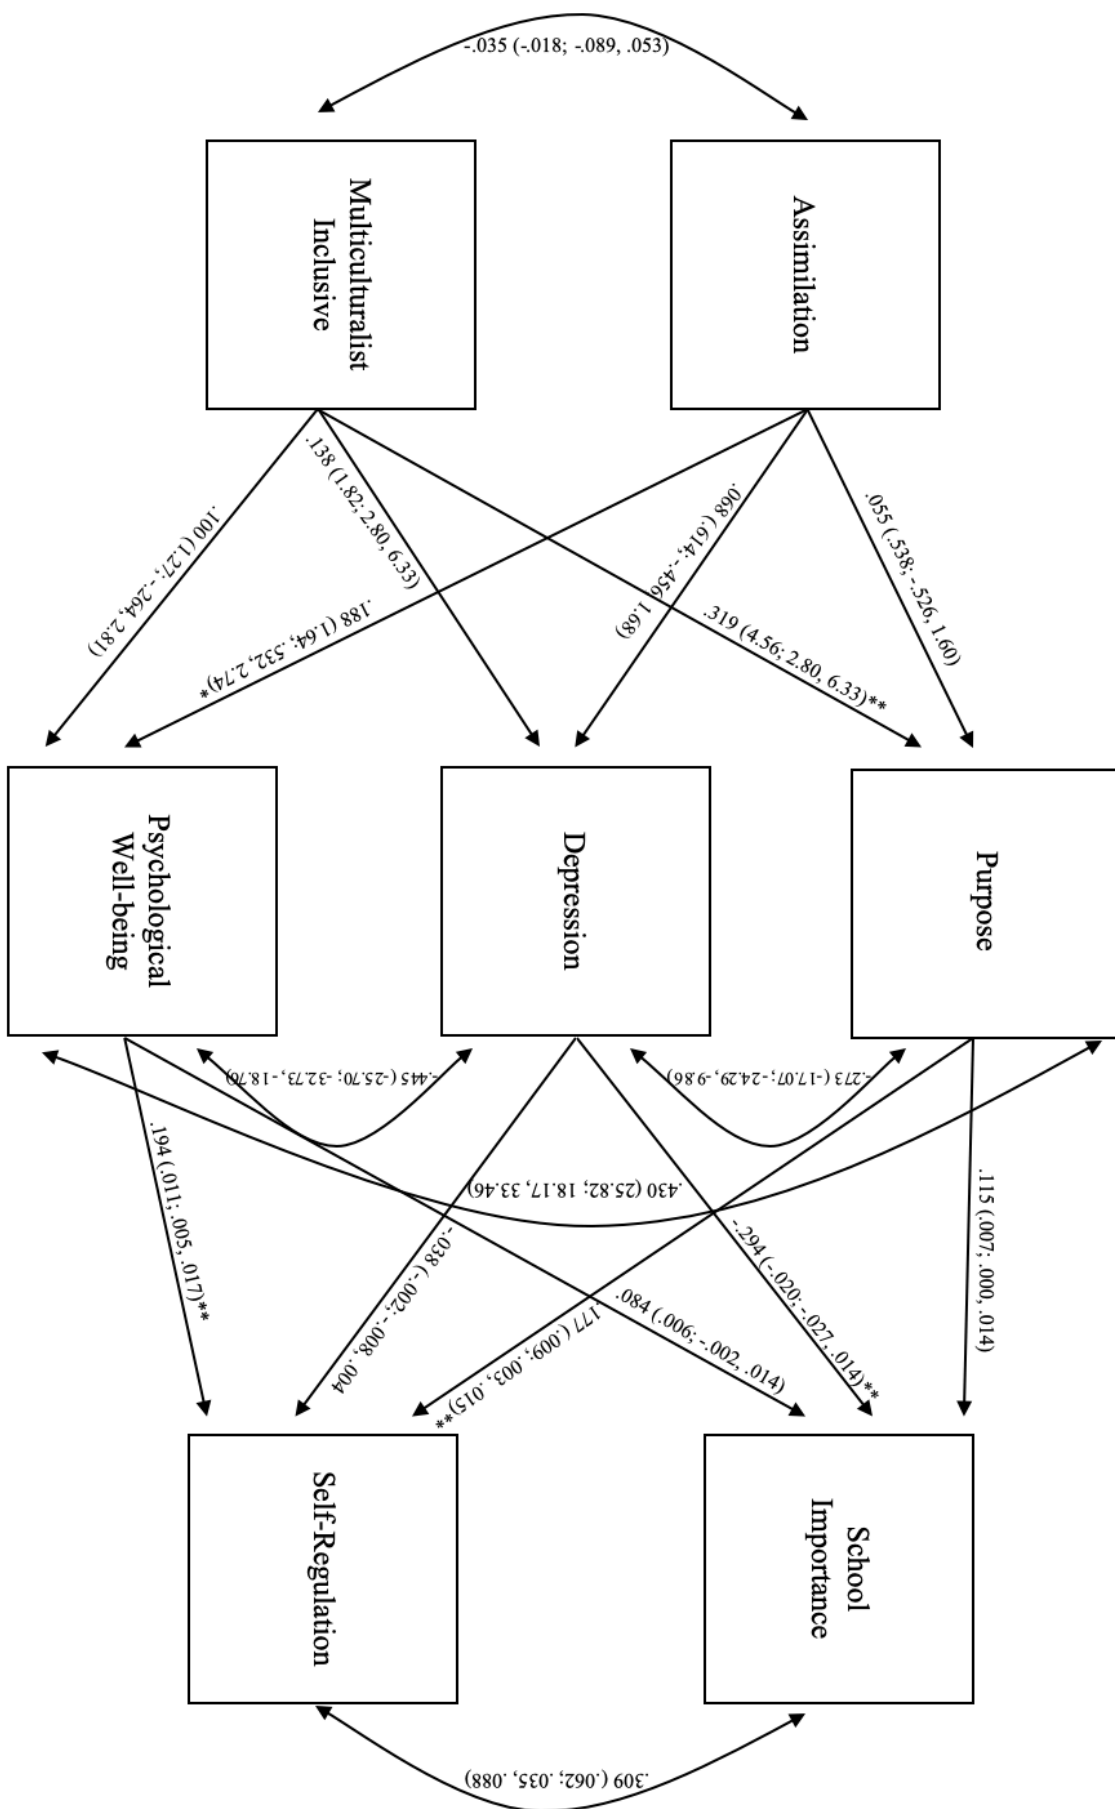 -.035 (-.018; -.089, .053)
Multiculturalist
Inclusive
Assimilation
.138 (1.82; 2.80, 6.33)
.100 (1.27; -.264, 2.81)
.188 (1.64; .532, 2.74)*
.068 (.614; -.456, 1.68)
.319 (4.56; 2.80, 6.33)**
.055 (.538; -.526, 1.60)
Psychological
Well-being
Depression
Purpose
-.445 (-25.70; -32.73, -18.76)
-.273 (-17.07; -24.29, -9.86)
.430 (25.82; 18.17, 33.46)
.194 (.011; .005, .017)**
-.038 (-.002; -.008, .004
.177 (.009; .003, .015)**
.084 (.006; -.002, .014)
-.294 (-.020; -.027, .014)**
.115 (.007; .000, .014)
Self-Regulation
School
Importance
.309 (.062; .035, .088)